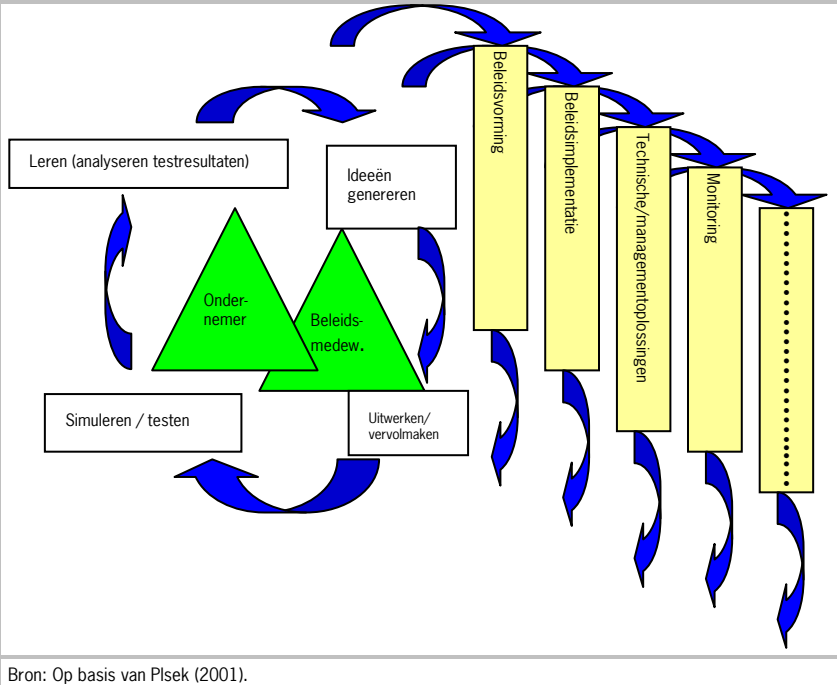 Beleidsvorming
Beleidsimplementatie
Technische/managementoplossingen
Monitoring
Leren (analyseren testresultaten)
Ideeën
genereren
Onder-
nemer
Beleids-
medew.
Simuleren / testen
Uitwerken/
vervolmaken
Bron: Op basis van Plsek (2001).